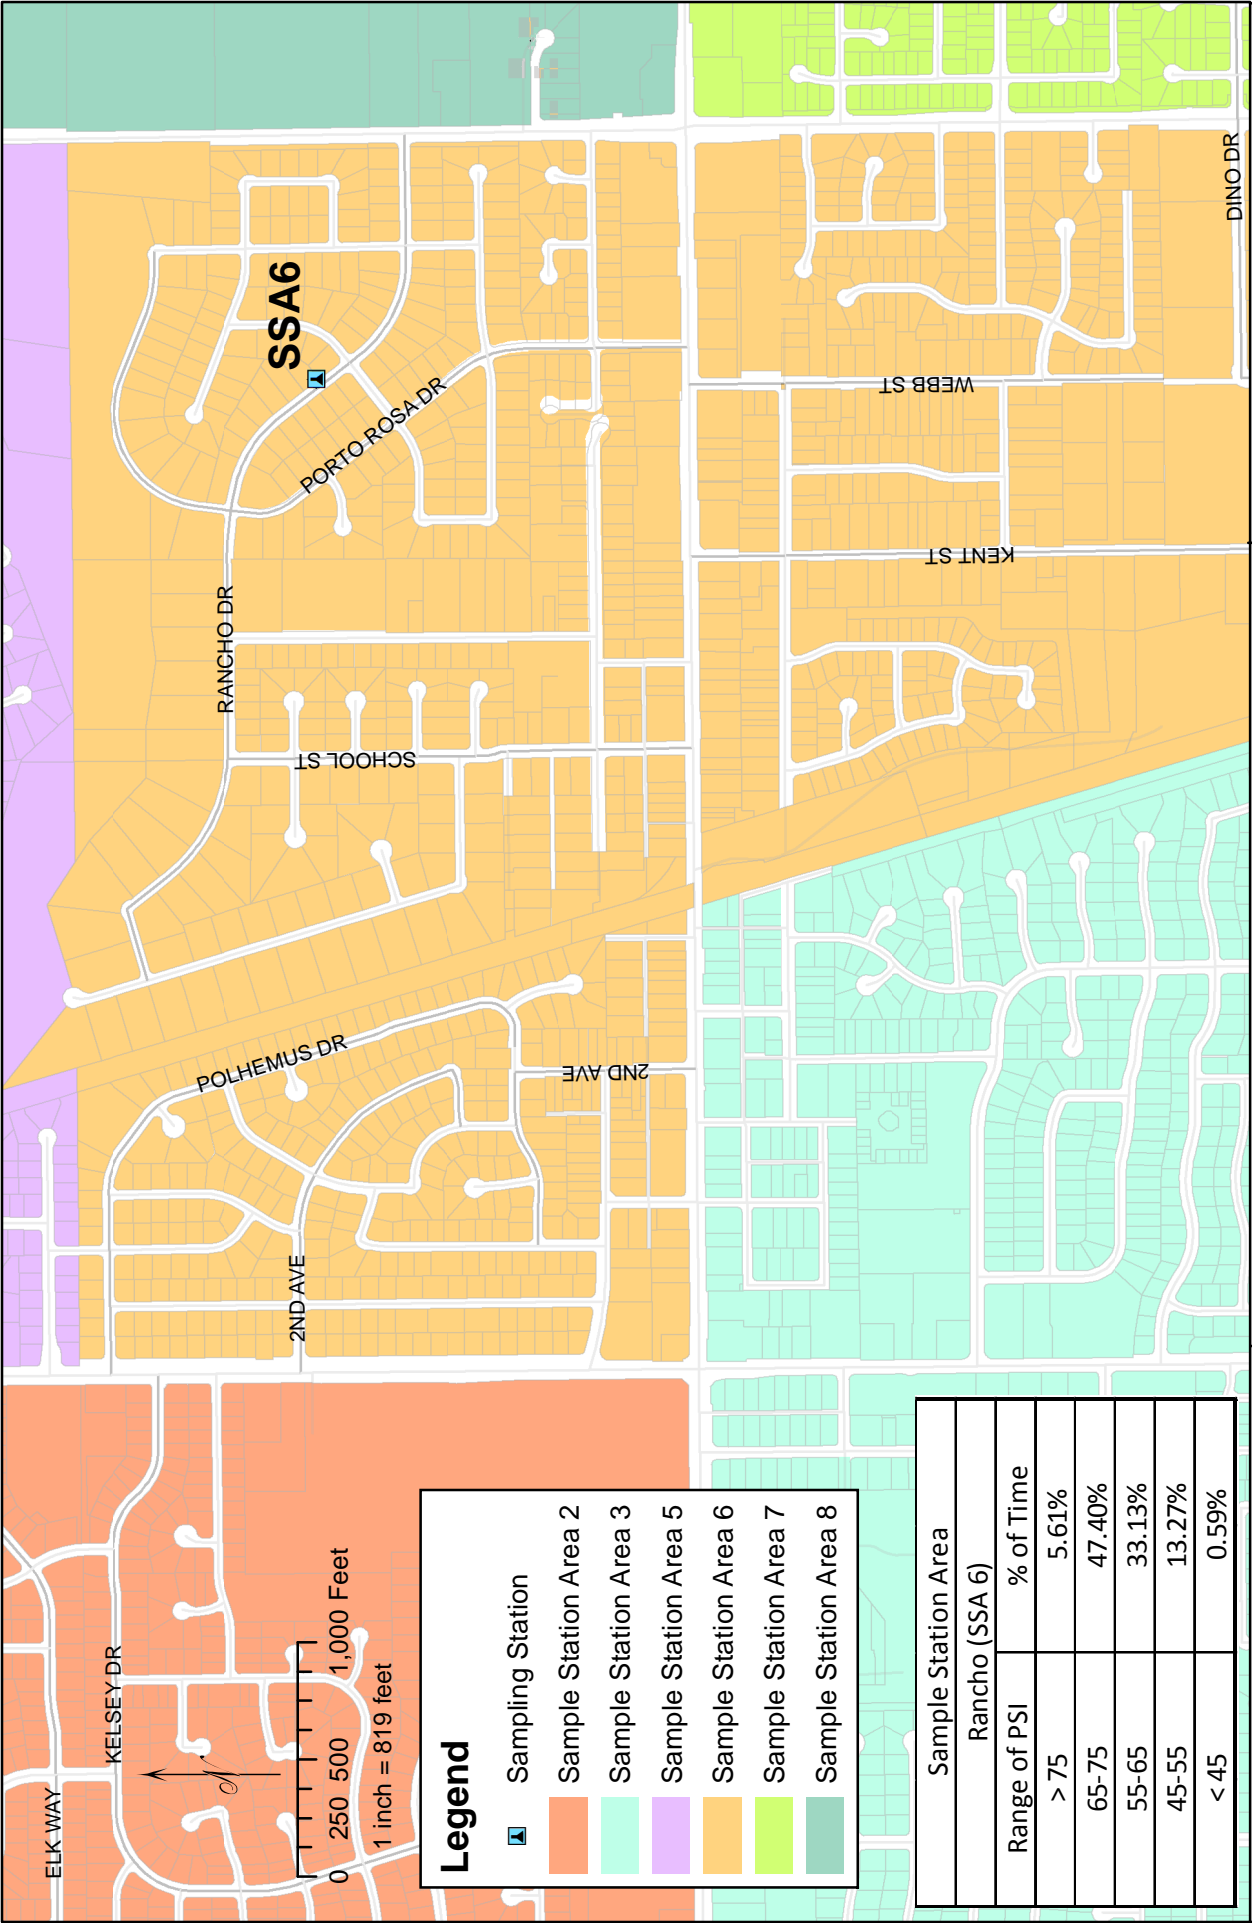 SSA6
RANCHO DR
PORTO ROSA DR
SCHOOL ST
WEBB ST
KENT ST
DINO DR
POLHEMUS DR
2ND AVE
2ND AVE
KELSEY DR
ELK WAY
N
0 250 500 1,000 Feet
1 inch = 819 feet
Legend
Sampling Station
Sample Station Area 2
Sample Station Area 3
Sample Station Area 5
Sample Station Area 6
Sample Station Area 7
Sample Station Area 8
Sample Station Area
Rancho (SSA 6)
Range of PSI % of Time
> 75 5.61%
65-75 47.40%
55-65 33.13%
45-55 13.27%
< 45 0.59%